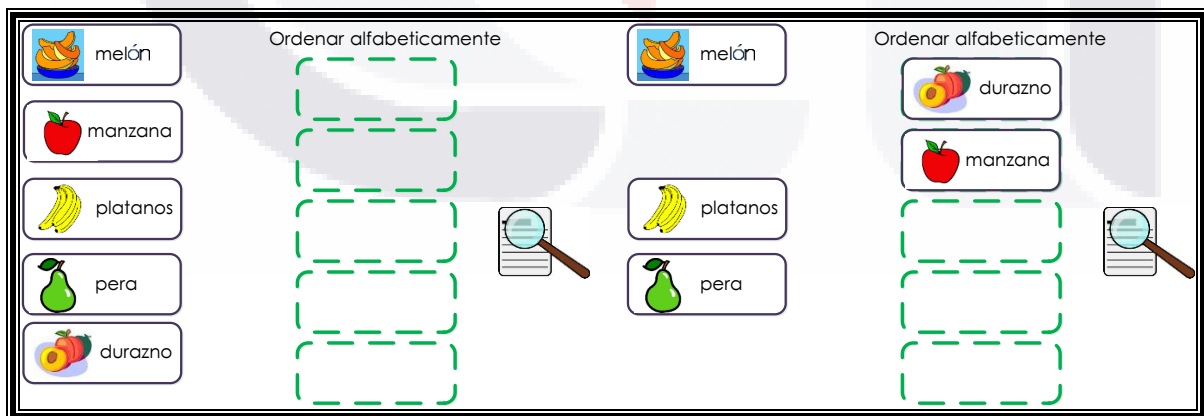 melón
Ordenar alfabeticamente
manzana
platanos
pera
durazno
melón
Ordenar alfabeticamente
durazno
manzana
platanos
pera